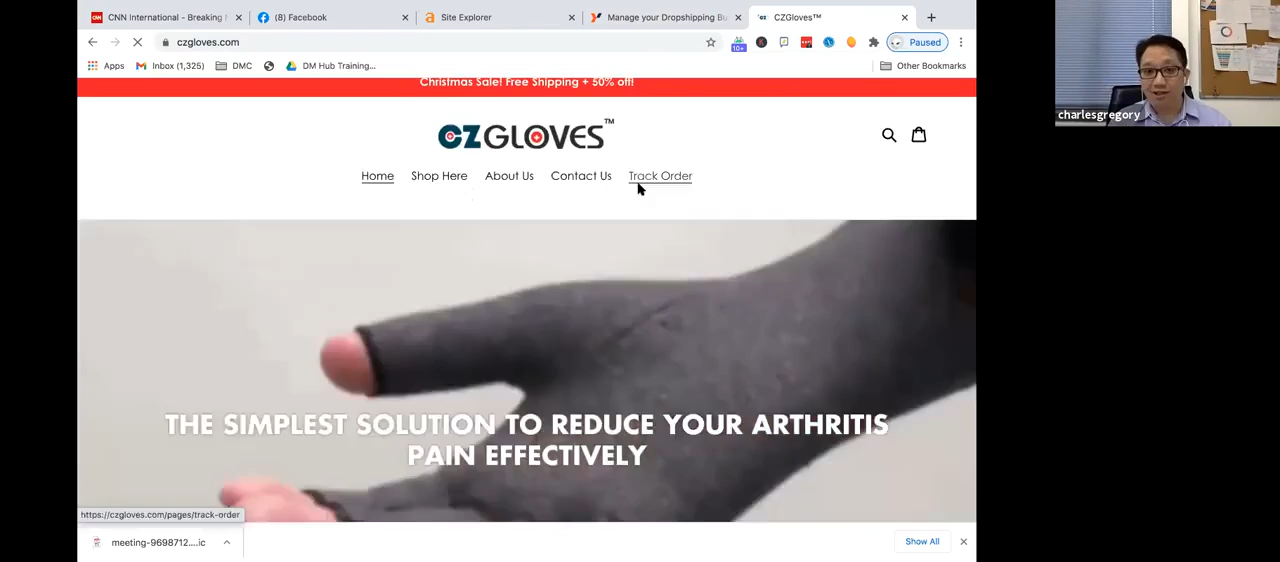 CNN International - Breaking
(8) Facebook
Site Explorer
Manage your Dropshipping Bu
CZGloves™
czgloves.com
10+
Paused
Apps
Inbox (1,325)
DMC
DM Hub Training...
Other Bookmarks
Christmas Sale! Free Shipping + 50% off!
CZGLOVES™
Home
Shop Here
About Us
Contact Us
Track Order
THE SIMPLEST SOLUTION TO REDUCE YOUR ARTHRITIS
PAIN EFFECTIVELY
https://czgloves.com/pages/track-order
meeting-9698712....ic
Show All
charlesgregory